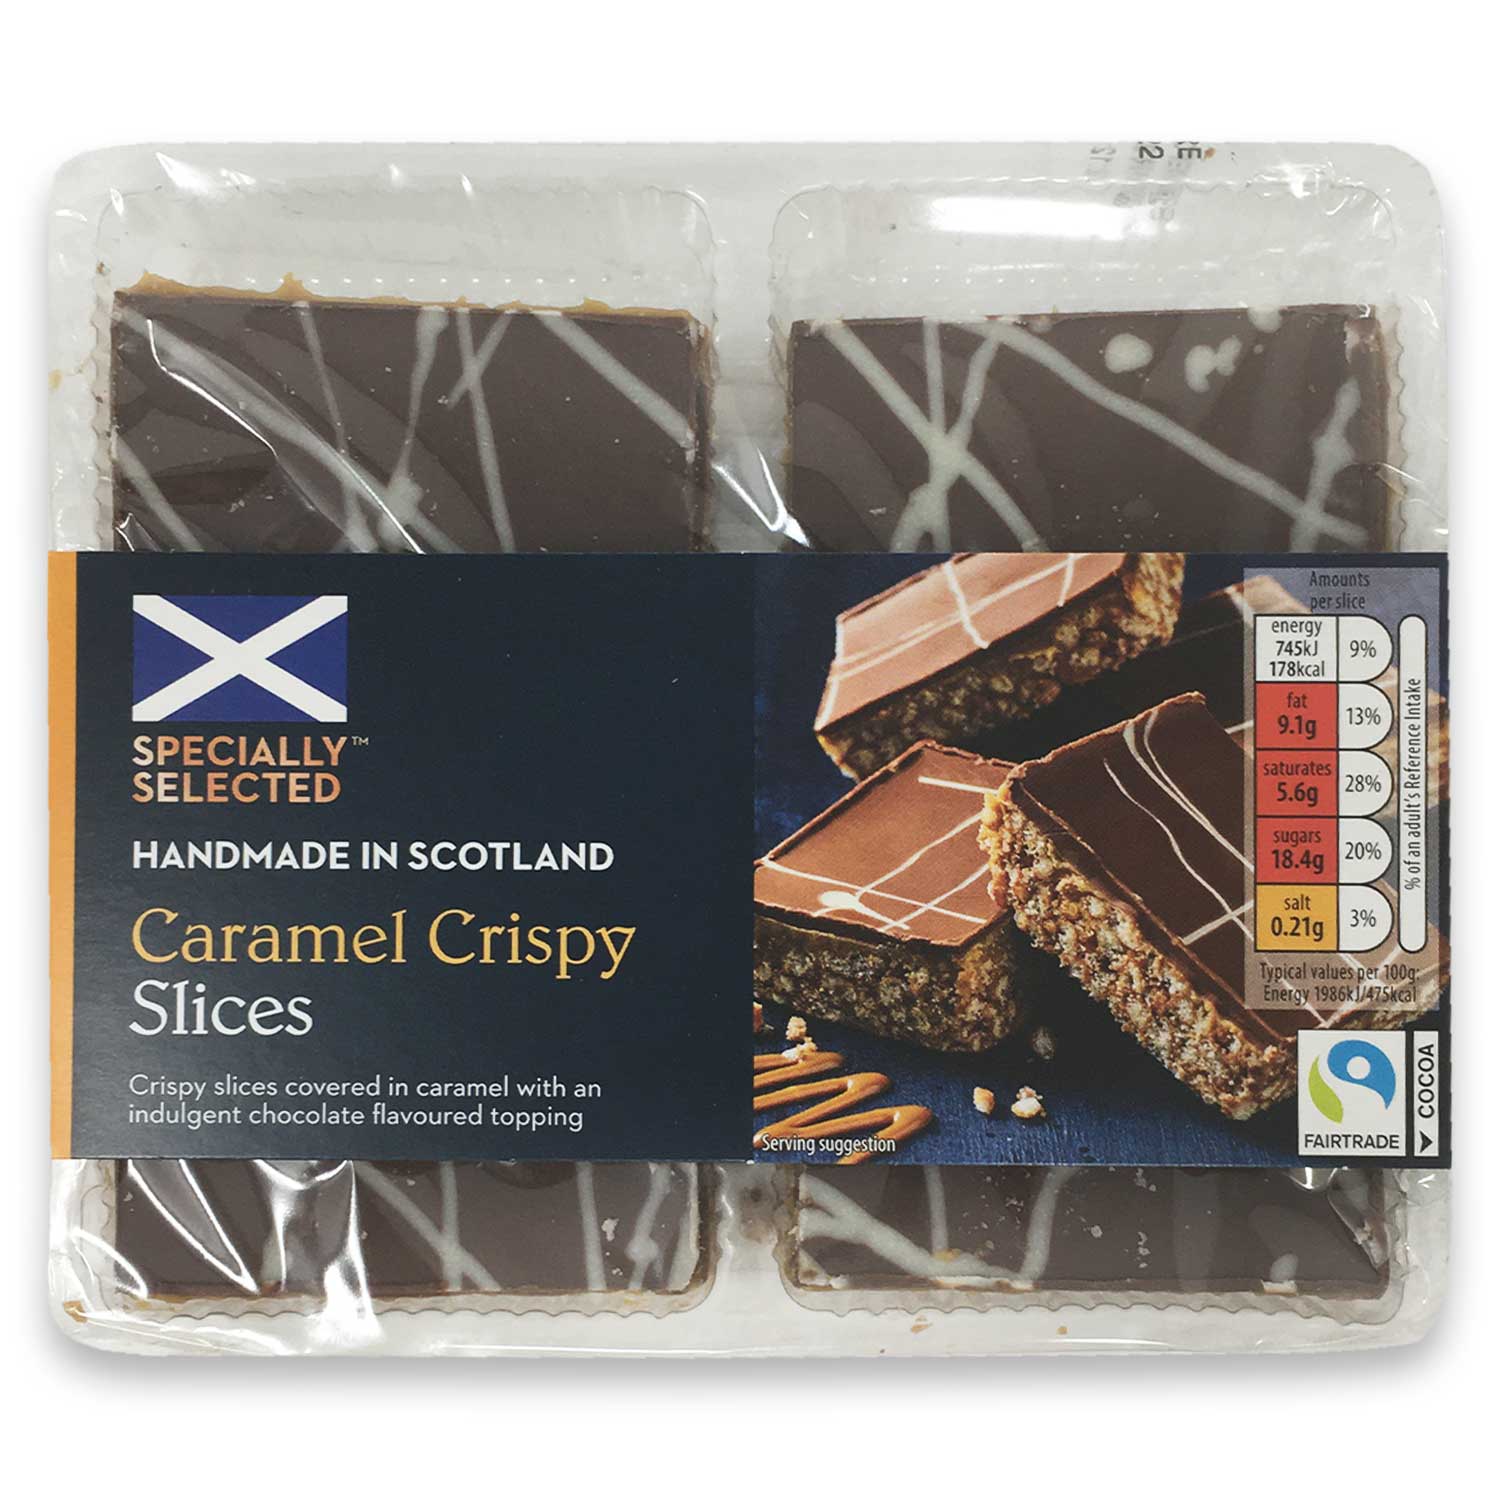 SPECIALLY™
SELECTED
HANDMADE IN SCOTLAND
Caramel Crispy
Slices
Crispy slices covered in caramel with an
indulgent chocolate flavoured topping
Serving suggestion
Amounts
per slice
energy
745kJ
178kcal
9%
fat
9.1g
13%
saturates
5.6g
28%
sugars
18.4g
20%
salt
0.21g
3%
% of an adult's Reference Intake
Typical values per 100g:
Energy 1986kJ/475kcal
FAIRTRADE
COCOA